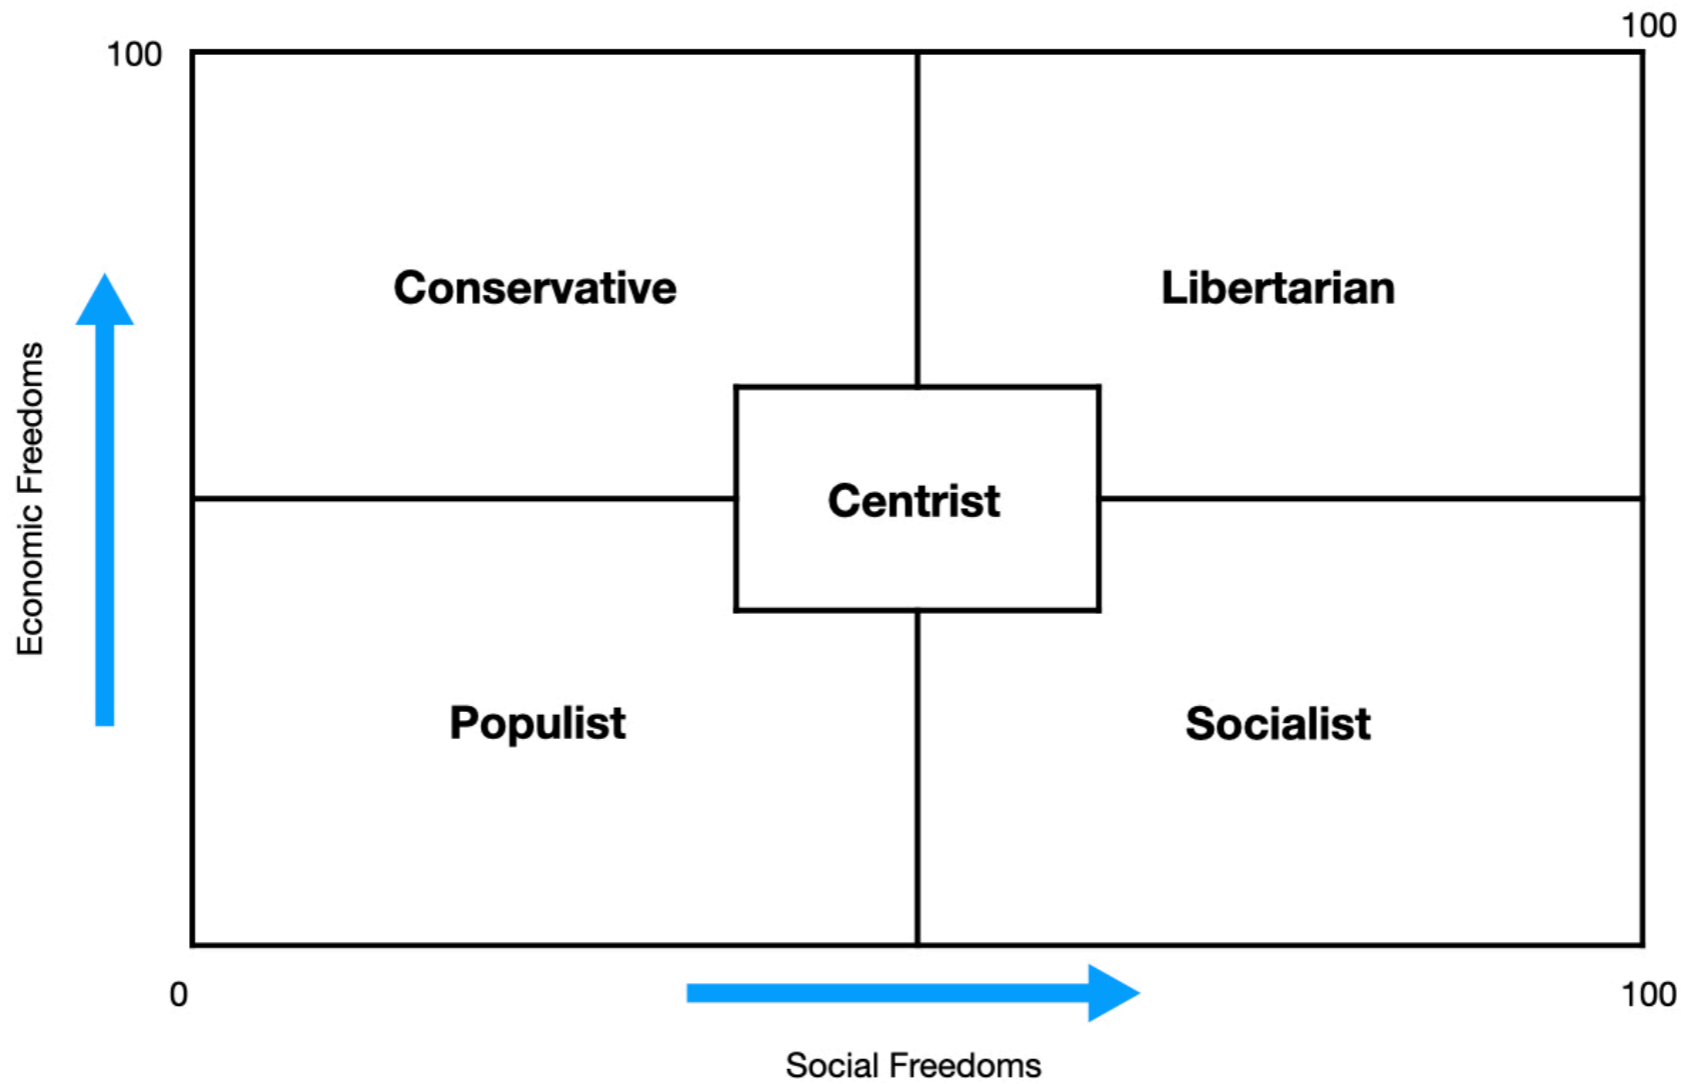 100
100
Conservative
Libertarian
Economic Freedoms
Centrist
Populist
Socialist
0
100
Social Freedoms